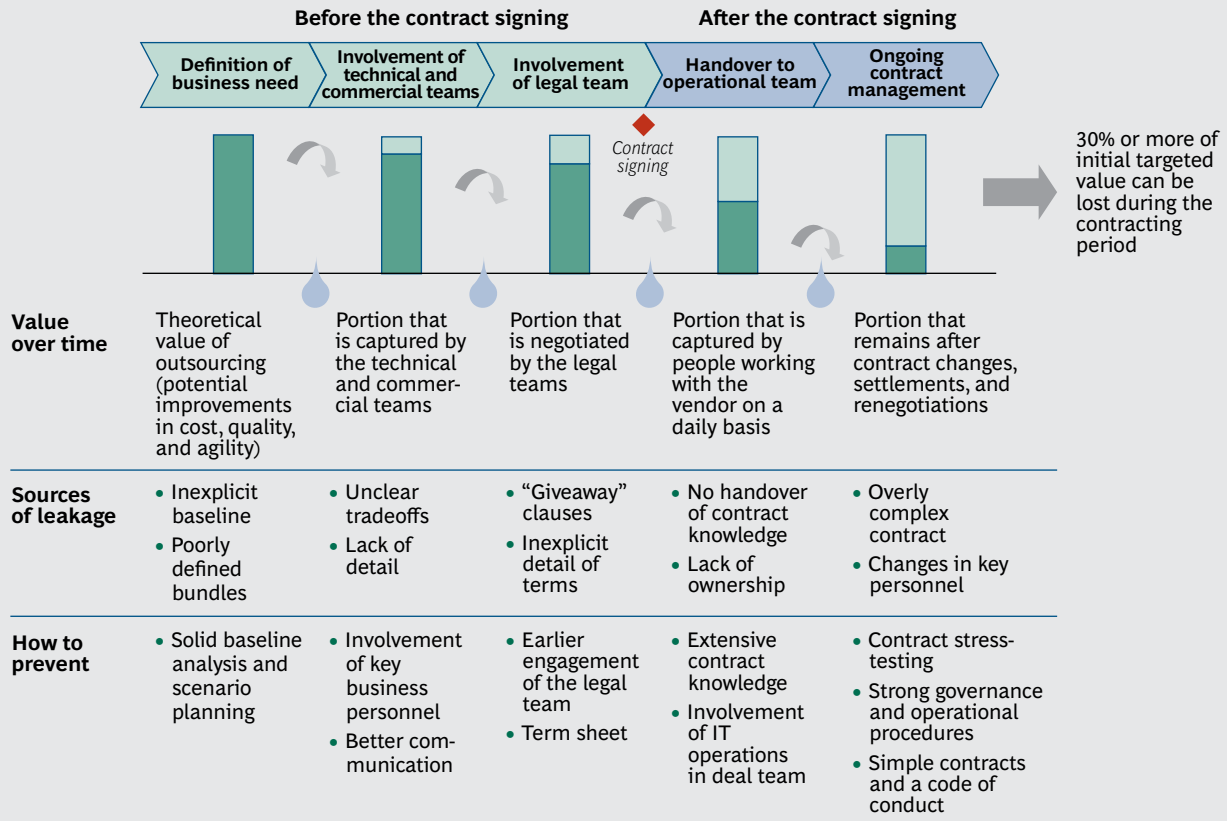 Before the contract signing
After the contract signing
Definition of
business need
Involvement of
technical and
commercial teams
Involvement
of legal team
Handover to
operational team
Ongoing
contract
management
Contract
signing
30% or more of
initial targeted
value can be
lost during the
contracting
period
Value
over time
Theoretical
value of
outsourcing
(potential
improvements
in cost, quality,
and agility)
Portion that
is captured by
the technical
and commer-
cial teams
Portion that
is negotiated
by the legal
teams
Portion that is
captured by
people working
with the
vendor on a
daily basis
Portion that
remains after
contract changes,
settlements, and
renegotiations
Sources
of leakage
• Inexplicit
baseline
• Poorly
defined
bundles
• Unclear
tradeoffs
• Lack of
detail
• “Giveaway”
clauses
• Inexplicit
detail of
terms
• No handover
of contract
knowledge
• Lack of
ownership
• Overly
complex
contract
• Changes in key
personnel
How to
prevent
• Solid baseline
analysis and
scenario
planning
• Involvement
of key
business
personnel
• Better com-
munication
• Earlier
engagement
of the legal
team
• Term sheet
• Extensive
contract
knowledge
• Involvement
of IT
operations
in deal team
• Contract stress-
testing
• Strong governance
and operational
procedures
• Simple contracts
and a code of
conduct